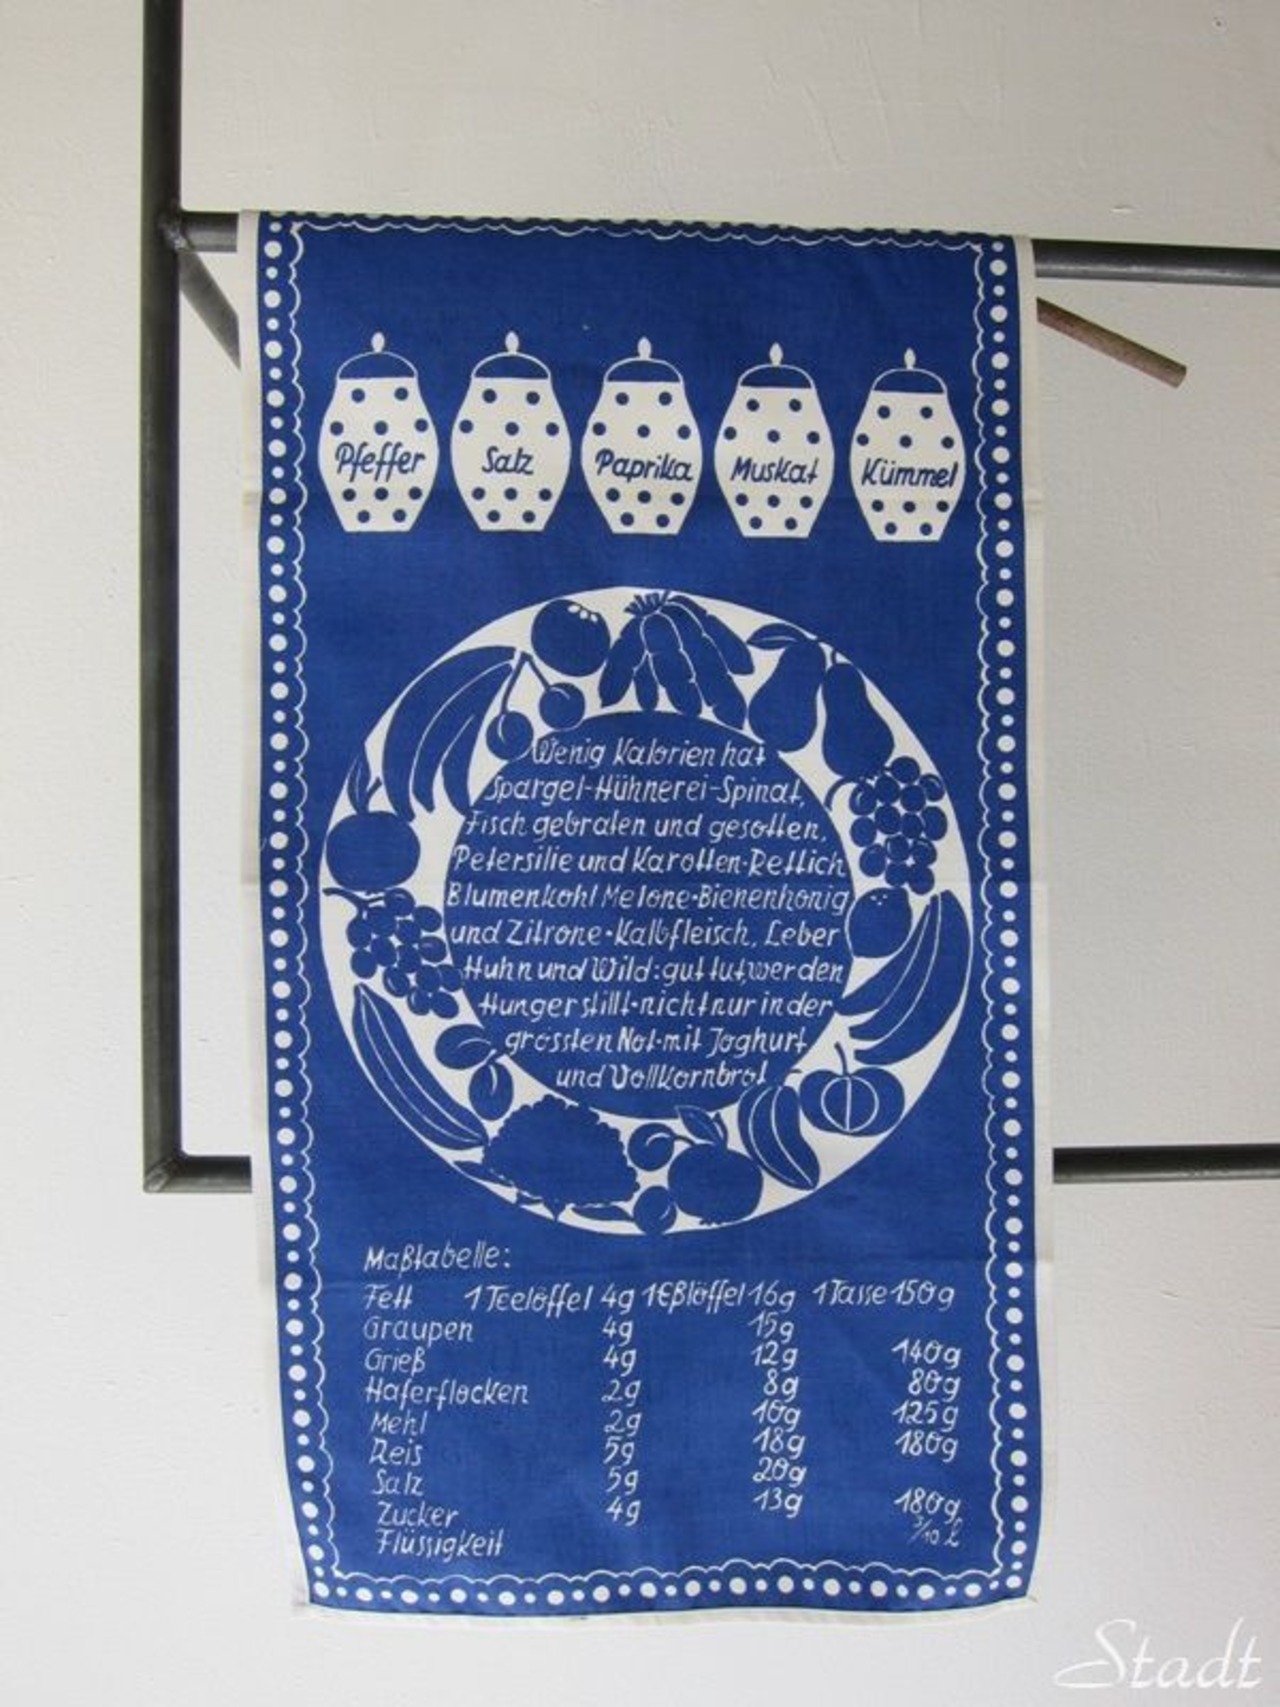 Pfeffer Salz Paprika Muskat Kümmel
Wenig Kalorien hat
Spargel-Hühnerei-Spinat,
Fisch gebraten und gesotten,
Petersilie und Karotten-Rettich
Blumenkohl Melone-Bienenhonig
und Zitrone-Kalbfleisch, Leber
Huhn und Wild: gut tut, wer den
Hunger stillt-nicht nur in der
grössten Not-mit Joghurt
und Vollkornbrot
Maßtabelle:
Fett 1 Teelöffel 4g 1 Eßlöffel 16g 1 Tasse 150g
Graupen 4g 15g
Grieß 4g 12g 140g
Haferflocken 2g 8g 80g
Mehl 2g 10g 125g
Reis 5g 18g 180g
Salz 5g 20g
Zucker 4g 13g 180g
Flüssigkeit 3/10 l
Stadt